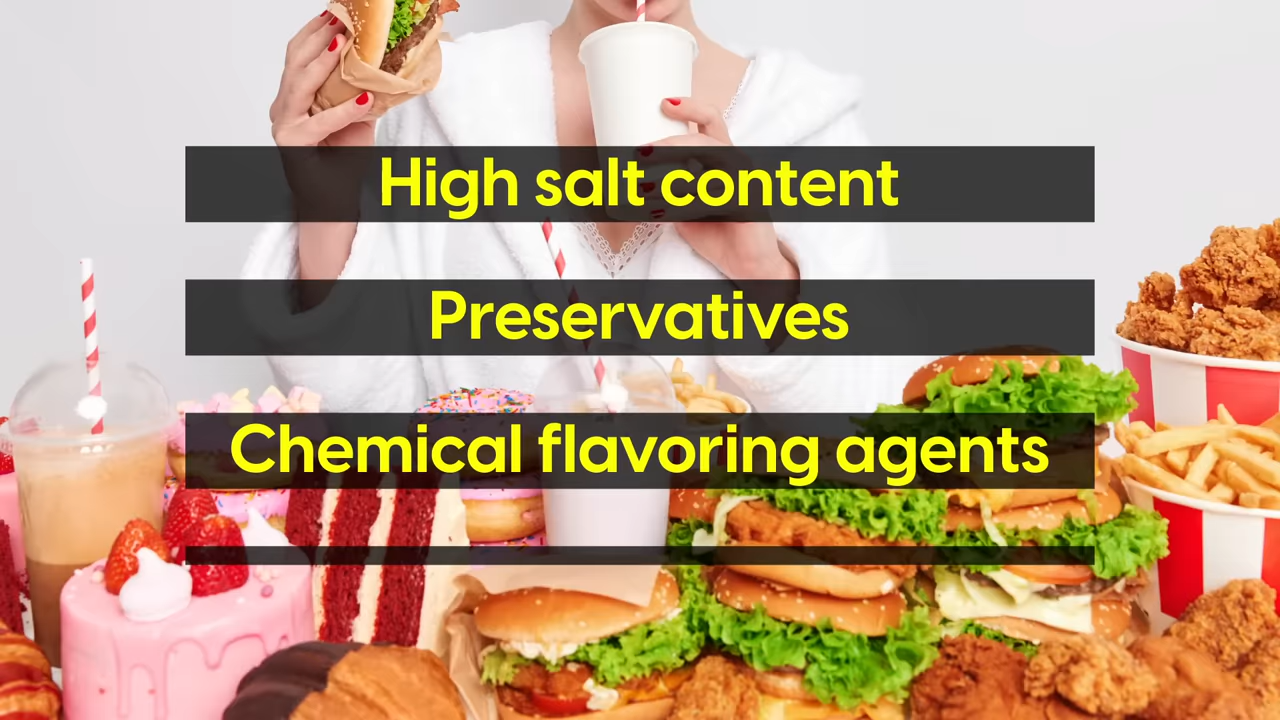 High salt content
Preservatives
Chemical flavoring agents